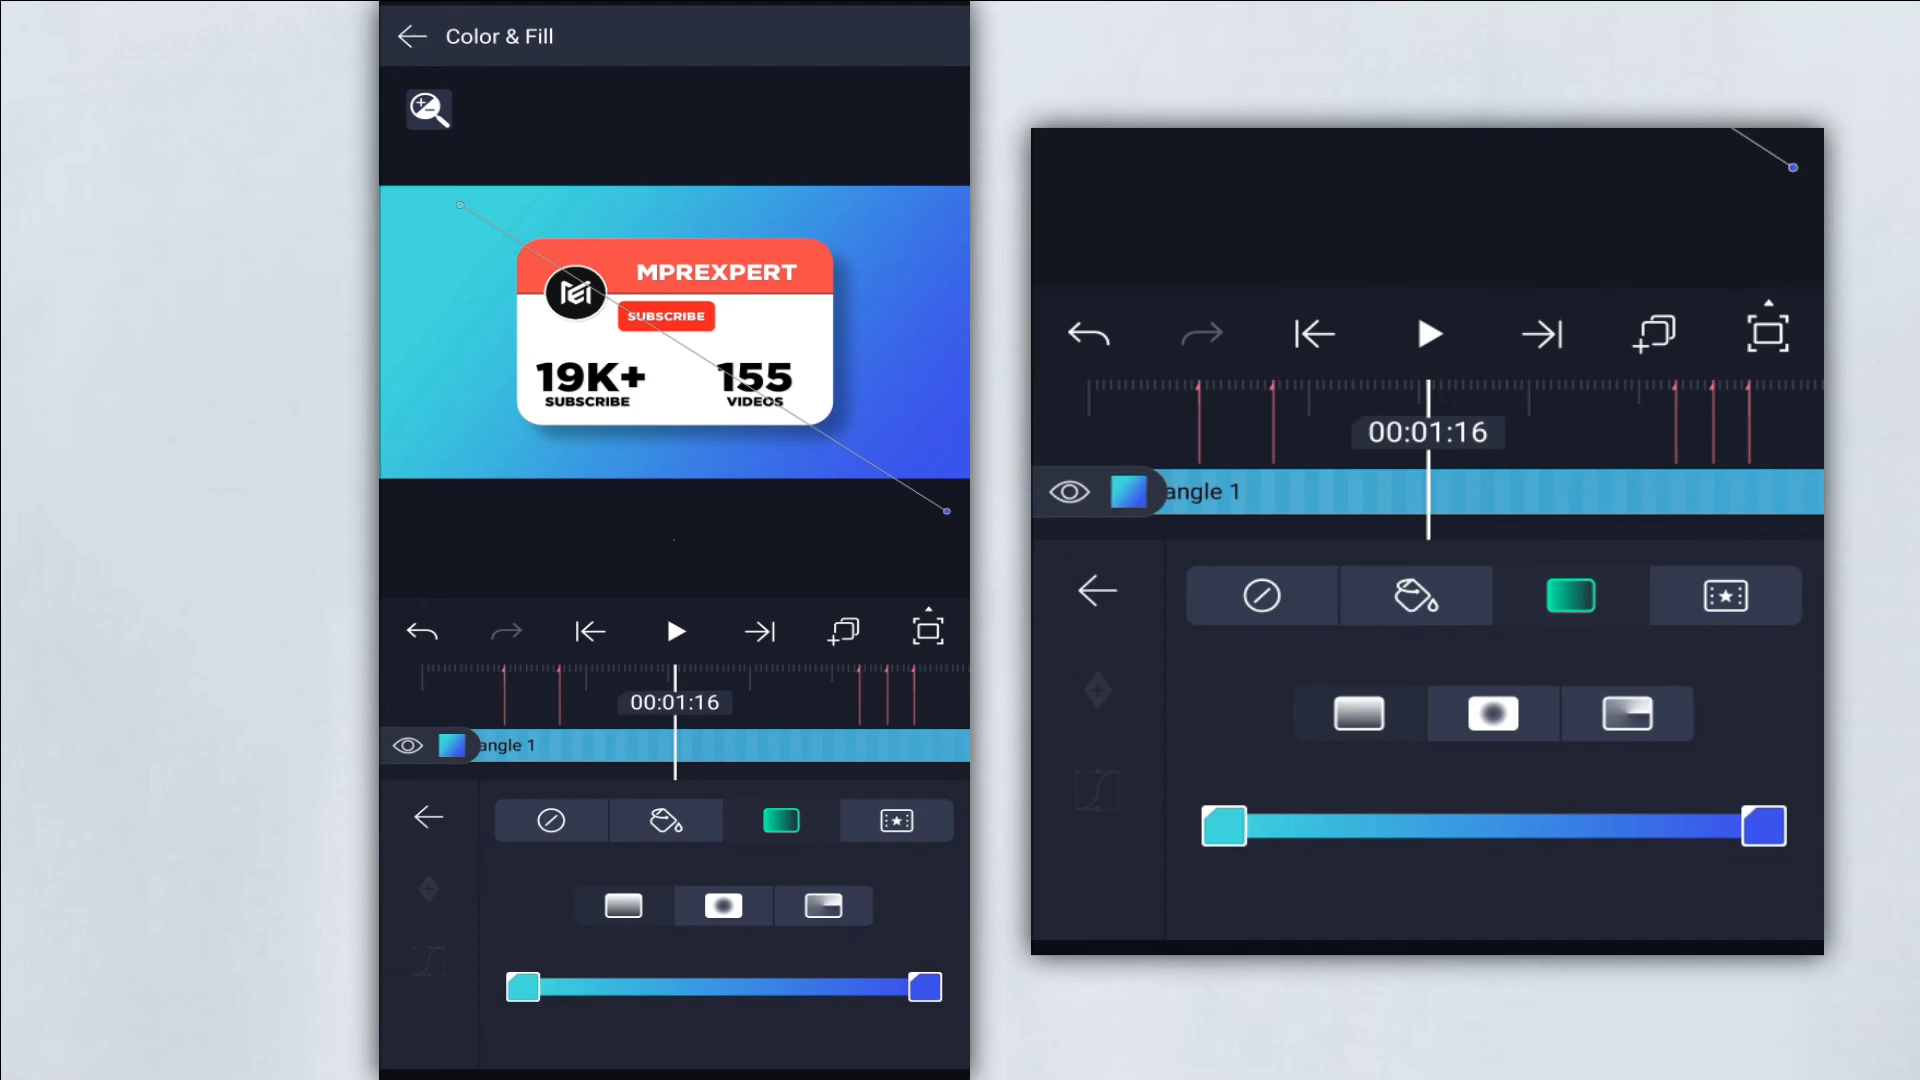 Color & Fill
MPREXPERT
SUBSCRIBE
19K+
155
SUBSCRIBE
VIDEOS
00:01:16
angle 1
00:01:16
angle 1